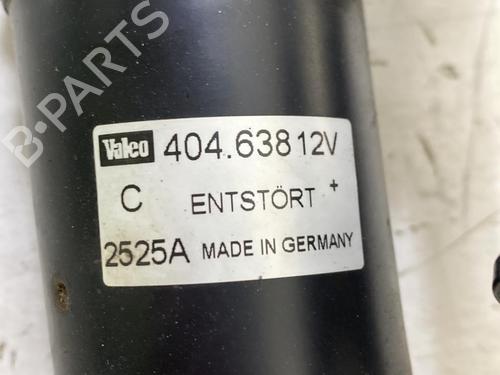 B-PARTS
Valeo 404.638 12V
C ENTSTÖRT +
2525A MADE IN GERMANY